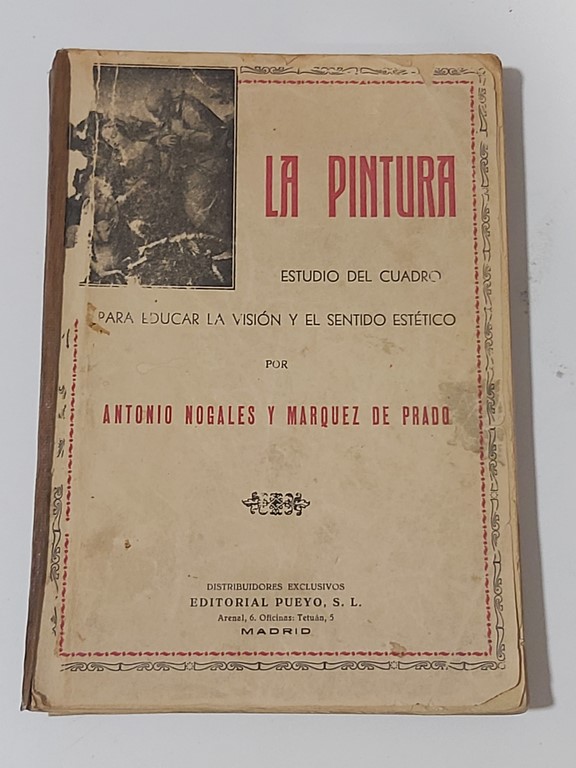 LA PINTURA
ESTUDIO DEL CUADRO
PARA EDUCAR LA VISIÓN Y EL SENTIDO ESTÉTICO
POR
ANTONIO NOGALES Y MARQUEZ DE PRADO
DISTRIBUIDORES EXCLUSIVOS
EDITORIAL PUEYO, S. L.
Arenal, 6. Oficinas: Tetuán, 5
MADRID